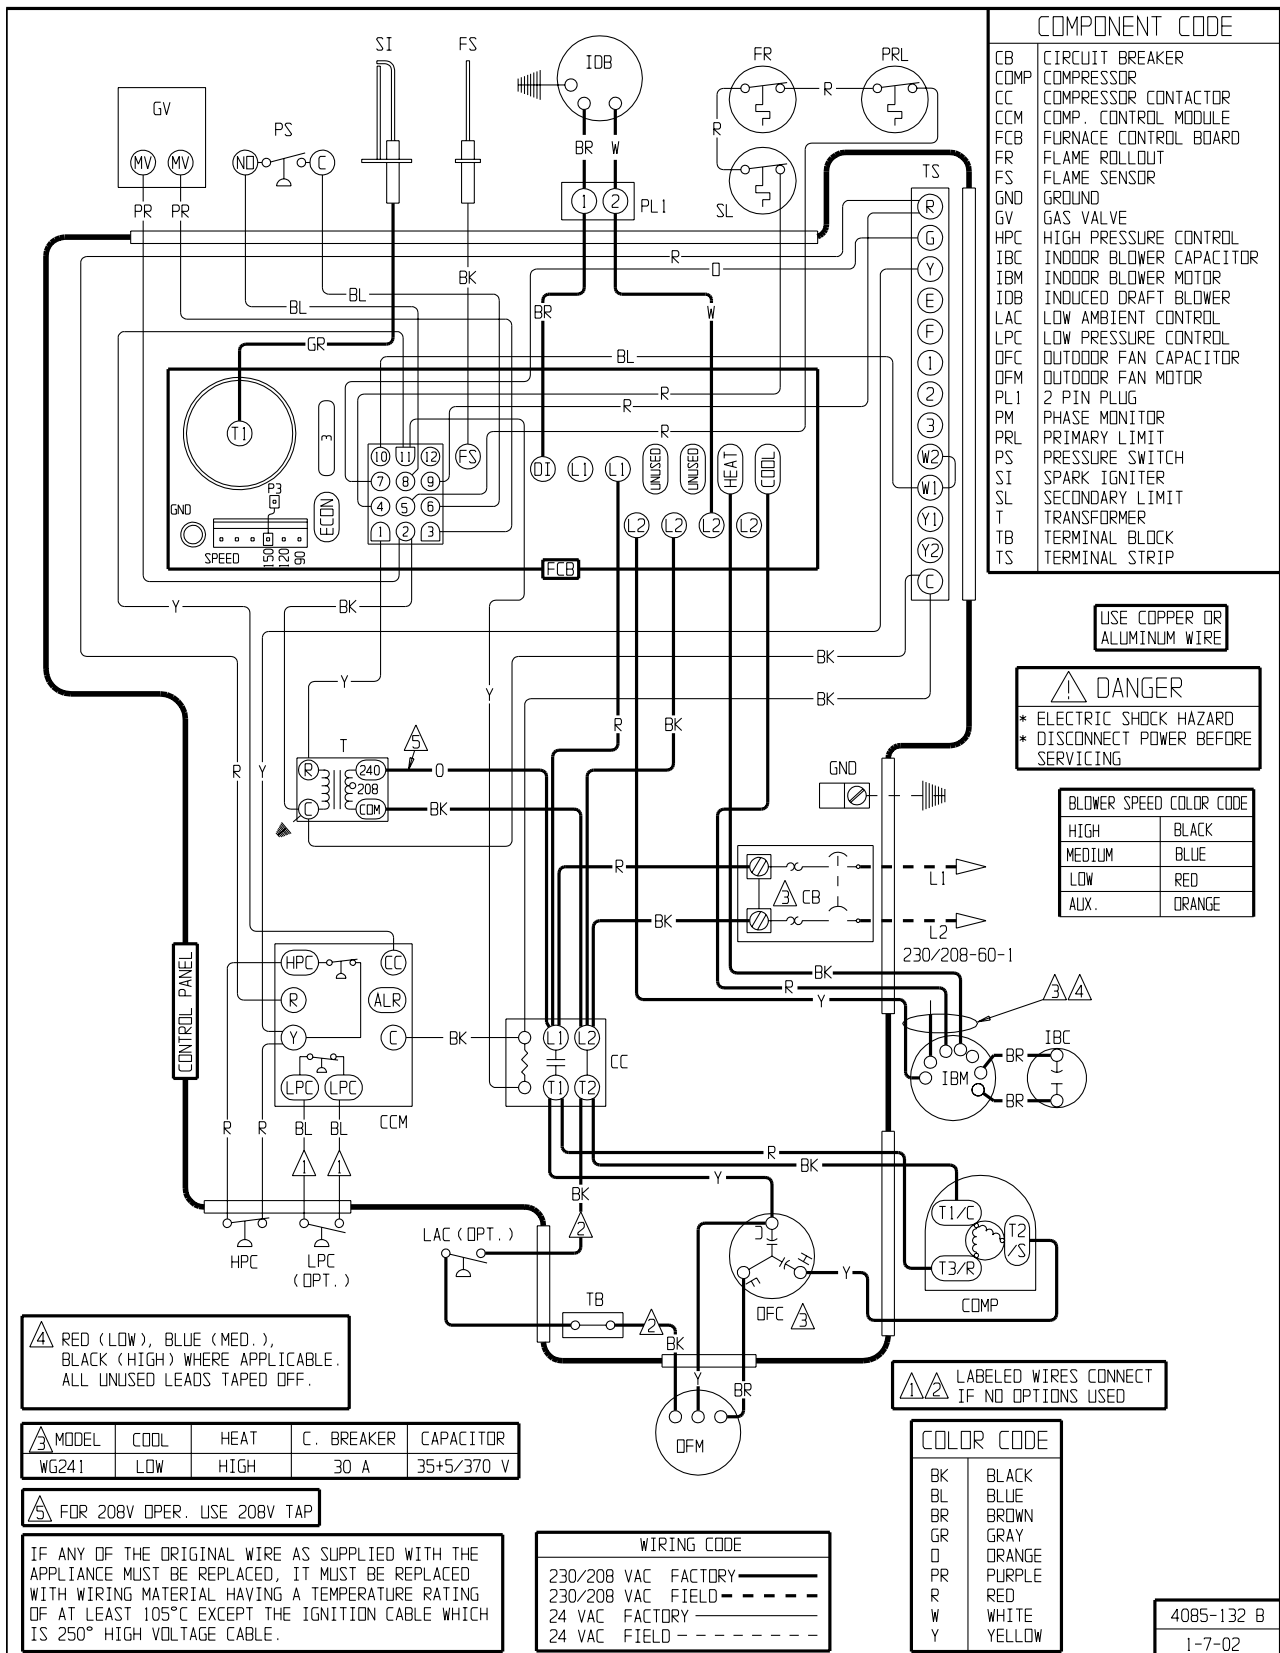 COMPONENT CODE
CB CIRCUIT BREAKER
COMP COMPRESSOR
CC COMPRESSOR CONTACTOR
CCM COMP. CONTROL MODULE
FCB FURNACE CONTROL BOARD
FR FLAME ROLLOUT
FS FLAME SENSOR
GND GROUND
GV GAS VALVE
HPC HIGH PRESSURE CONTROL
IBC INDOOR BLOWER CAPACITOR
IBM INDOOR BLOWER MOTOR
IDB INDUCED DRAFT BLOWER
LAC LOW AMBIENT CONTROL
LPC LOW PRESSURE CONTROL
OFC OUTDOOR FAN CAPACITOR
OFM OUTDOOR FAN MOTOR
PL1 2 PIN PLUG
PM PHASE MONITOR
PRL PRIMARY LIMIT
PS PRESSURE SWITCH
SI SPARK IGNITER
SL SECONDARY LIMIT
T TRANSFORMER
TB TERMINAL BLOCK
TS TERMINAL STRIP
SI FS IDB FR PRL
GV PS
MV MV NO C
PR PR
BR W
1 2 PL1
R R
SL TS
R
G
Y
E
F
1
2
3
W2
W1
Y1
Y2
C
BK
R O
BL BL
BR W
GR
BL
R
R
R
T1 3
10 11 12 FS DI L1 L1 UNUSED UNUSED HEAT COOL
7 8 9
P3
GND ECON
4 5 6
L2 L2 L2 L2
1 2 3
SPEED 150 120 90
FCB
Y BK
BK
Y Y BK
R BK
USE COPPER OR
ALUMINUM WIRE
DANGER
* ELECTRIC SHOCK HAZARD
* DISCONNECT POWER BEFORE
SERVICING
T 5
R 240 O
208
C COM BK
R Y
GND
BLOWER SPEED COLOR CODE
HIGH BLACK
MEDIUM BLUE
LOW RED
AUX. ORANGE
R L1
3 CB
BK L2
230/208-60-1
CONTROL PANEL
HPC CC
R ALR
Y C BK
LPC LPC
CCM
L1 L2
CC
T1 T2
BK
R
Y
3 4
IBC
IBM BR
BR
R R BL BL
1 1
R
BK
Y
BK
2
HPC LPC
(OPT.)
LAC (OPT.)
T1/C T2/S
T3/R
COMP
C H F
Y
OFC 3
TB
2
BK Y BR
OFM
4 RED (LOW), BLUE (MED.),
BLACK (HIGH) WHERE APPLICABLE.
ALL UNUSED LEADS TAPED OFF.
1 2 LABELED WIRES CONNECT
IF NO OPTIONS USED
3 MODEL COOL HEAT C. BREAKER CAPACITOR
WG241 LOW HIGH 30 A 35+5/370 V
5 FOR 208V OPER. USE 208V TAP
IF ANY OF THE ORIGINAL WIRE AS SUPPLIED WITH THE
APPLIANCE MUST BE REPLACED, IT MUST BE REPLACED
WITH WIRING MATERIAL HAVING A TEMPERATURE RATING
OF AT LEAST 105°C EXCEPT THE IGNITION CABLE WHICH
IS 250° HIGH VOLTAGE CABLE.
WIRING CODE
230/208 VAC FACTORY
230/208 VAC FIELD
24 VAC FACTORY
24 VAC FIELD
COLOR CODE
BK BLACK
BL BLUE
BR BROWN
GR GRAY
O ORANGE
PR PURPLE
R RED
W WHITE
Y YELLOW
4085-132 B
1-7-02